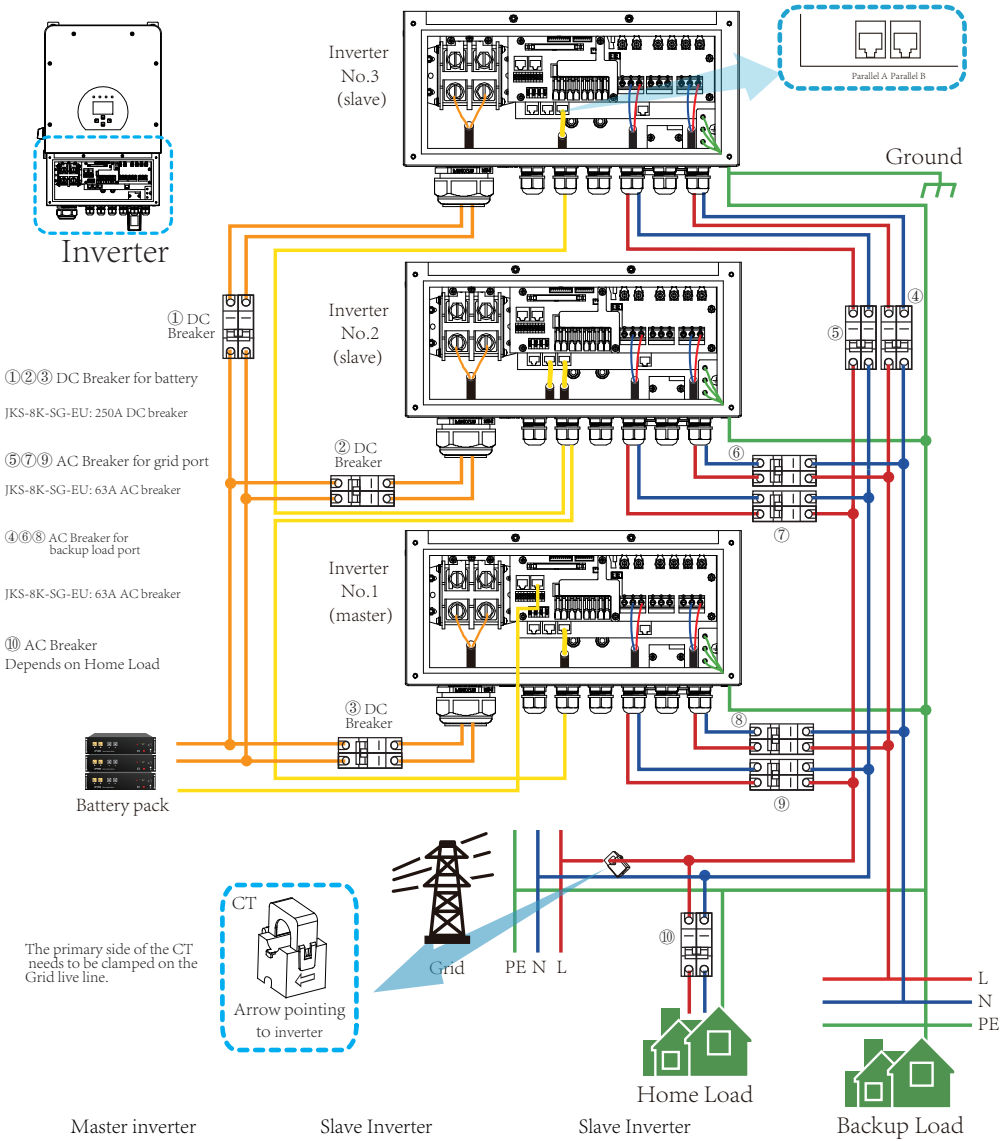 Inverter
No.3
(slave)
Parallel A Parallel B
Ground
Inverter
① DC
Breaker
Inverter
No.2
(slave)
④
⑤
①②③ DC Breaker for battery
JKS-8K-SG-EU: 250A DC breaker
② DC
Breaker
⑤⑦⑨ AC Breaker for grid port
JKS-8K-SG-EU: 63A AC breaker
⑥
⑦
④⑥⑧ AC Breaker for
backup load port
JKS-8K-SG-EU: 63A AC breaker
Inverter
No.1
(master)
⑩ AC Breaker
Depends on Home Load
③ DC
Breaker
⑧
⑨
Battery pack
CT
The primary side of the CT
needs to be clamped on the
Grid live line.
Arrow pointing
to inverter
Grid
PE N L
⑩
L
N
PE
Home Load
Backup Load
Master inverter
Slave Inverter
Slave Inverter